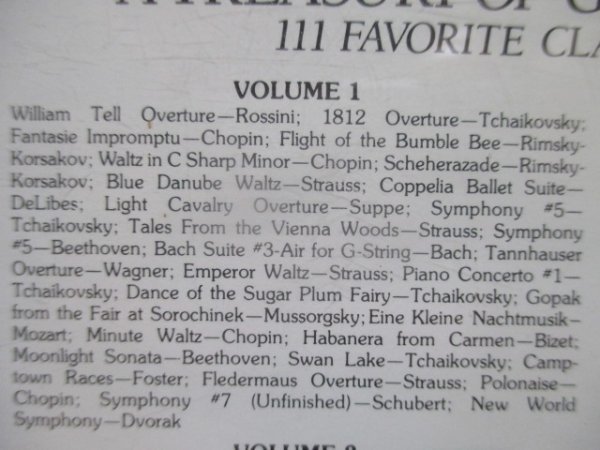 111 FAVORITE CLA
VOLUME 1
William Tell Overture—Rossini; 1812 Overture—Tchaikovsky;
Fantasie Impromptu—Chopin; Flight of the Bumble Bee—Rimsky-
Korsakov; Waltz in C Sharp Minor—Chopin; Scheherazade—Rimsky-
Korsakov; Blue Danube Waltz—Strauss; Coppelia Ballet Suite—
DeLibes; Light Cavalry Overture—Suppe; Symphony #5—
Tchaikovsky; Tales From the Vienna Woods—Strauss; Symphony
#5—Beethoven; Bach Suite #3-Air for G-String—Bach; Tannhauser
Overture—Wagner; Emperor Waltz—Strauss; Piano Concerto #1—
Tchaikovsky; Dance of the Sugar Plum Fairy—Tchaikovsky; Gopak
from the Fair at Sorochinek—Mussorgsky; Eine Kleine Nachtmusik—
Mozart; Minute Waltz—Chopin; Habanera from Carmen—Bizet;
Moonlight Sonata—Beethoven; Swan Lake—Tchaikovsky; Camp-
town Races—Foster; Fledermaus Overture—Strauss; Polonaise—
Chopin; Symphony #7 (Unfinished)—Schubert; New World
Symphony—Dvorak